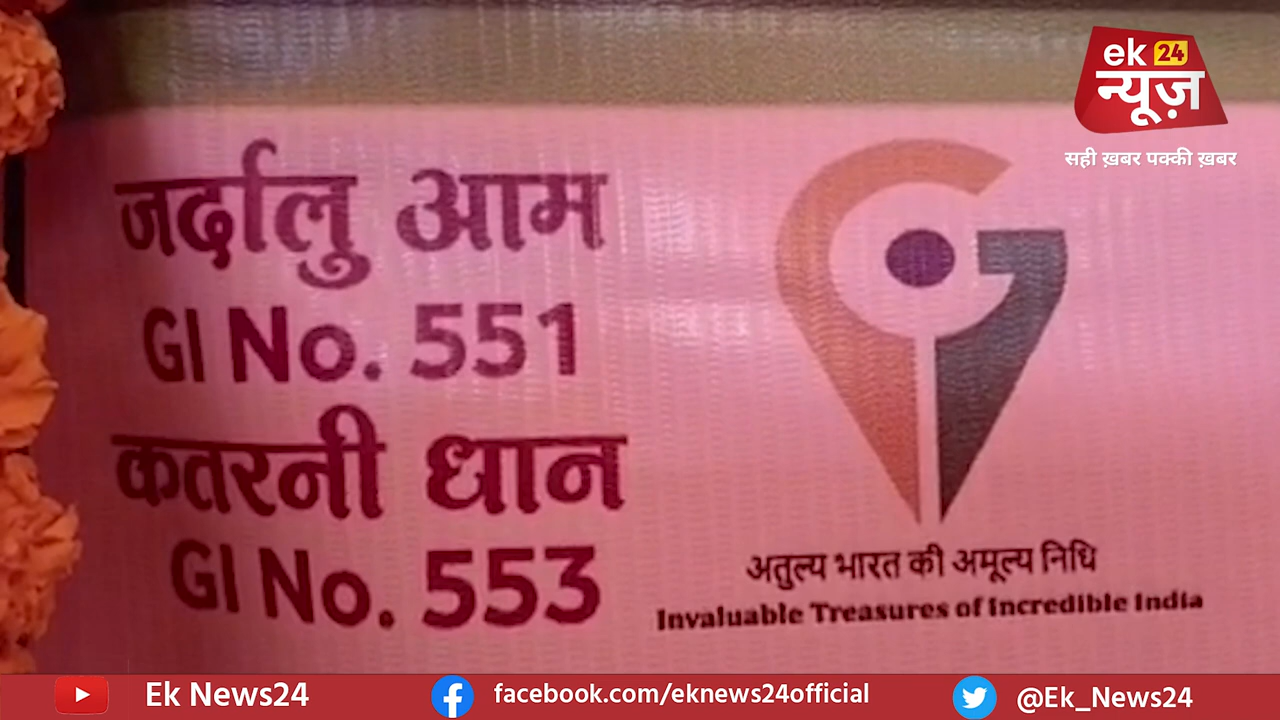 ek 24
न्यूज़
सही ख़बर पक्की ख़बर
जर्दालु आम
GI No. 551
कतरनी धान
GI No. 553
अतुल्य भारत की अमूल्य निधि
Invaluable Treasures of Incredible India
Ek News24
facebook.com/eknews24official
@Ek_News24